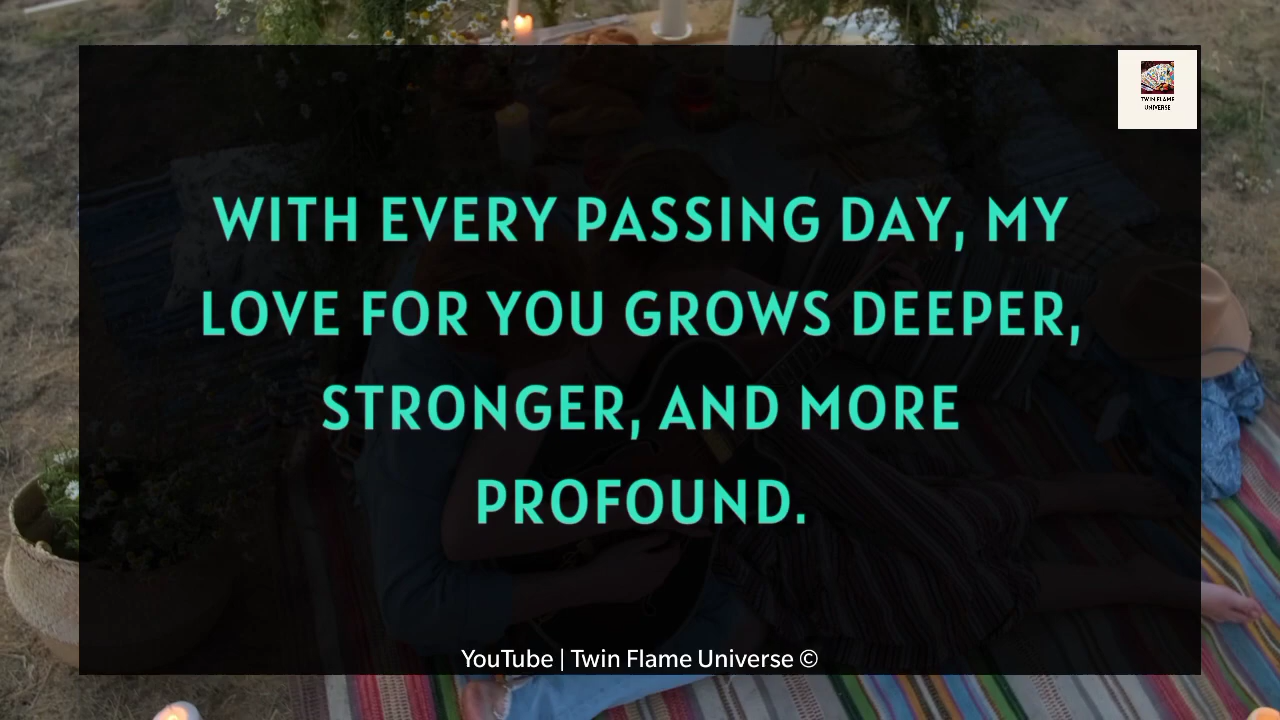 TWIN FLAME
UNIVERSE
WITH EVERY PASSING DAY, MY
LOVE FOR YOU GROWS DEEPER,
STRONGER, AND MORE
PROFOUND.
YouTube | Twin Flame Universe ©